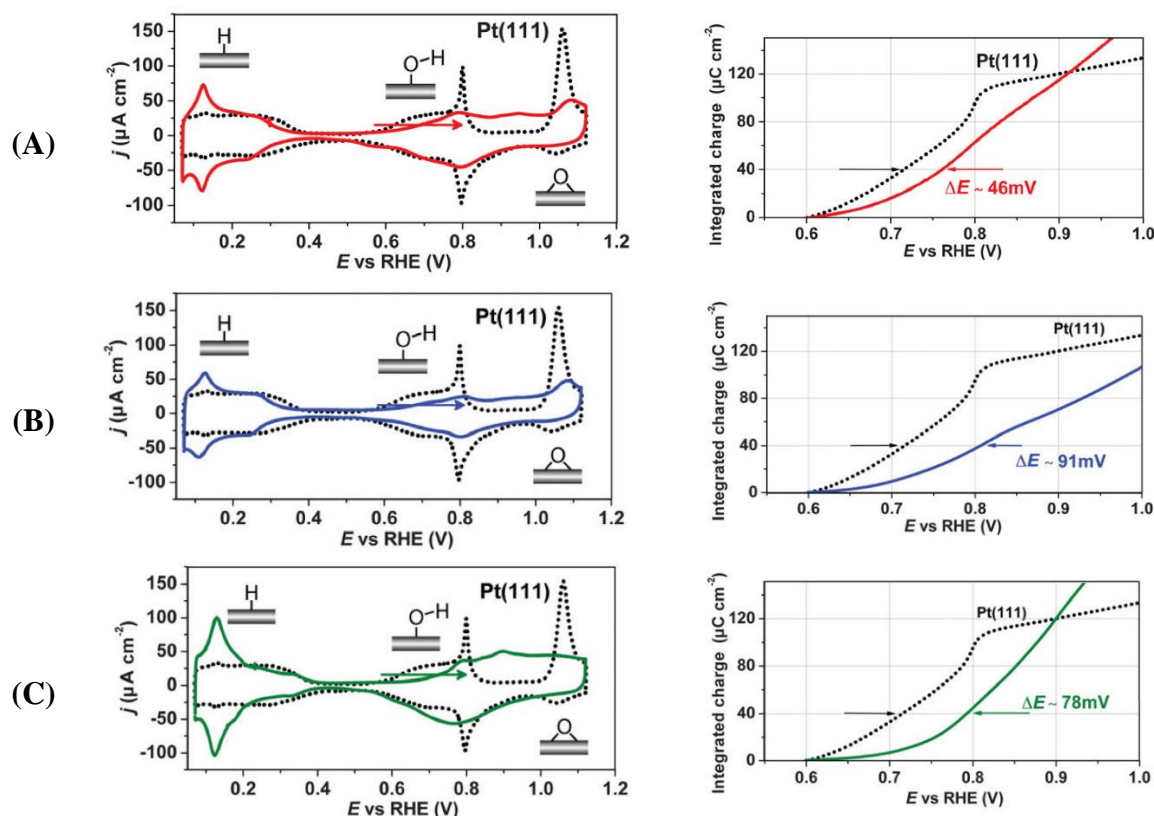 (A)
j (µA cm⁻²)
150
100
50
0
-50
-100
H
O-H
Pt(111)
O
0.2 0.4 0.6 0.8 1.0 1.2
E vs RHE (V)
Integrated charge (µC cm⁻²)
120
80
40
0
Pt(111)
ΔE ~ 46mV
0.6 0.7 0.8 0.9 1.0
E vs RHE (V)
(B)
j (µA cm⁻²)
150
100
50
0
-50
-100
H
O-H
Pt(111)
O
0.2 0.4 0.6 0.8 1.0 1.2
E vs RHE (V)
Integrated charge (µC cm⁻²)
120
80
40
0
Pt(111)
ΔE ~ 91mV
0.6 0.7 0.8 0.9 1.0
E vs RHE (V)
(C)
j (µA cm⁻²)
150
100
50
0
-50
-100
H
O-H
Pt(111)
O
0.2 0.4 0.6 0.8 1.0 1.2
E vs RHE (V)
Integrated charge (µC cm⁻²)
120
80
40
0
Pt(111)
ΔE ~ 78mV
0.6 0.7 0.8 0.9 1.0
E vs RHE (V)